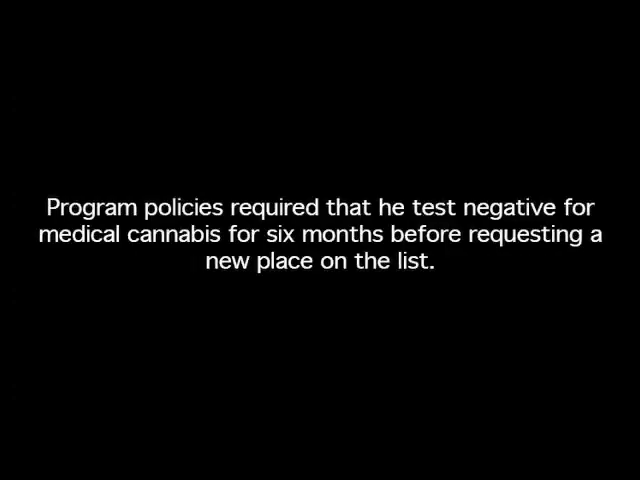 Program policies required that he test negative for
medical cannabis for six months before requesting a
new place on the list.